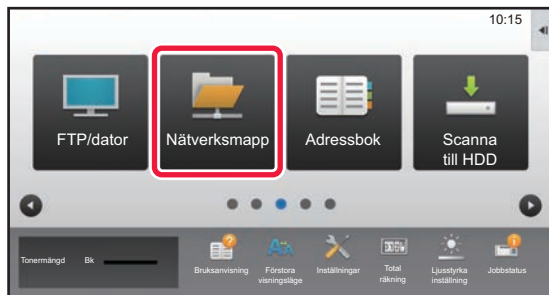 10:15
FTP/dator
Nätverksmapp
Adressbok
Scanna
till HDD
Tonermängd Bk
Bruksanvisning
Förstora
visningsläge
Inställningar
Total
räkning
Ljusstyrka
inställning
Jobbstatus